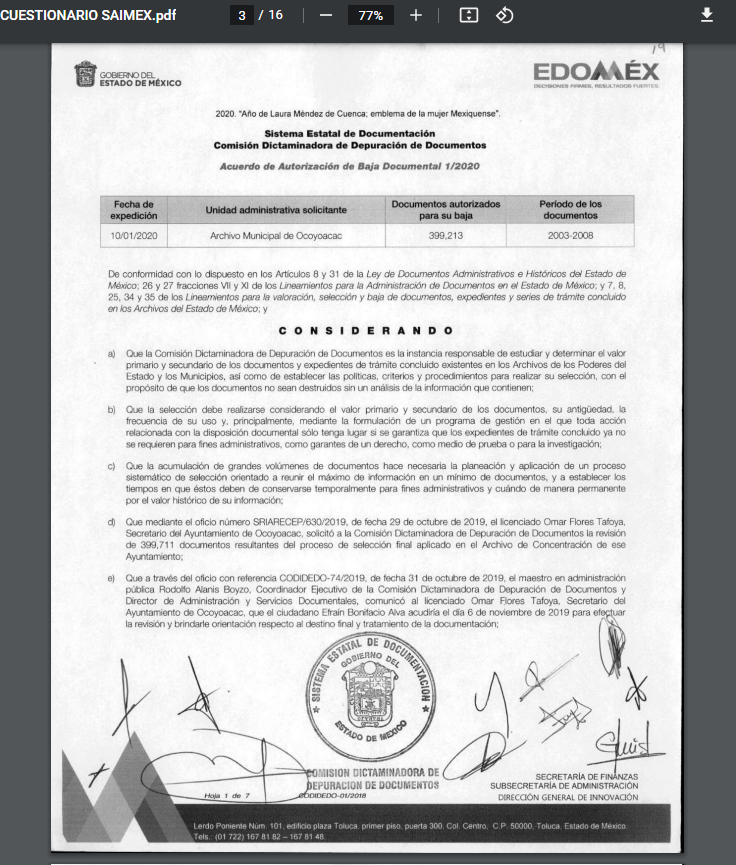 CUESTIONARIO SAIMEX.pdf
3 / 16
77%
19
GOBIERNO DEL
ESTADO DE MÉXICO
EDOMÉX
DECISIONES FIRMES, RESULTADOS FUERTES.
2020. "Año de Laura Méndez de Cuenca; emblema de la mujer Mexiquense".
Sistema Estatal de Documentación
Comisión Dictaminadora de Depuración de Documentos
Acuerdo de Autorización de Baja Documental 1/2020
Fecha de expedición
Unidad administrativa solicitante
Documentos autorizados para su baja
Período de los documentos
10/01/2020
Archivo Municipal de Ocoyoacac
399,213
2003-2008
De conformidad con lo dispuesto en los Artículos 8 y 31 de la Ley de Documentos Administrativos e Históricos del Estado de
México; 26 y 27 fracciones VII y XI de los Lineamientos para la Administración de Documentos en el Estado de México; y 7, 8,
25, 34 y 35 de los Lineamientos para la valoración, selección y baja de documentos, expedientes y series de trámite concluido
en los Archivos del Estado de México; y
C O N S I D E R A N D O
a) Que la Comisión Dictaminadora de Depuración de Documentos es la instancia responsable de estudiar y determinar el valor
primario y secundario de los documentos y expedientes de trámite concluido existentes en los Archivos de los Poderes del
Estado y los Municipios, así como de establecer las políticas, criterios y procedimientos para realizar su selección, con el
propósito de que los documentos no sean destruidos sin un análisis de la información que contienen;
b) Que la selección debe realizarse considerando el valor primario y secundario de los documentos, su antigüedad, la
frecuencia de su uso y, principalmente, mediante la formulación de un programa de gestión en el que toda acción
relacionada con la disposición documental sólo tenga lugar si se garantiza que los expedientes de trámite concluido ya no
se requieren para fines administrativos, como garantes de un derecho, como medio de prueba o para la investigación;
c) Que la acumulación de grandes volúmenes de documentos hace necesaria la planeación y aplicación de un proceso
sistemático de selección orientado a reunir el máximo de información en un mínimo de documentos, y a establecer los
tiempos en que éstos deben de conservarse temporalmente para fines administrativos y cuándo de manera permanente
por el valor histórico de su información;
d) Que mediante el oficio número SRIARECEP/630/2019, de fecha 29 de octubre de 2019, el licenciado Omar Flores Tafoya,
Secretario del Ayuntamiento de Ocoyoacac, solicitó a la Comisión Dictaminadora de Depuración de Documentos la revisión
de 399,711 documentos resultantes del proceso de selección final aplicado en el Archivo de Concentración de ese
Ayuntamiento;
e) Que a través del oficio con referencia CODIDEDO-74/2019, de fecha 31 de octubre de 2019, el maestro en administración
pública Rodolfo Alanis Boyzo, Coordinador Ejecutivo de la Comisión Dictaminadora de Depuración de Documentos y
Director de Administración y Servicios Documentales, comunicó al licenciado Omar Flores Tafoya, Secretario del
Ayuntamiento de Ocoyoacac, que el ciudadano Efraín Bonifacio Alva acudiría el día 6 de noviembre de 2019 para efectuar
la revisión y brindarle orientación respecto al destino final y tratamiento de la documentación;
SISTEMA ESTATAL DE DOCUMENTACIÓN
GOBIERNO DEL
ESTADO DE MEXICO
COMISION DICTAMINADORA DE
DEPURACION DE DOCUMENTOS
Hoja 1 de 7
CODIDEDO-01/2018
SECRETARÍA DE FINANZAS
SUBSECRETARÍA DE ADMINISTRACIÓN
DIRECCIÓN GENERAL DE INNOVACIÓN
Lerdo Poniente Núm. 101, edificio plaza Toluca, primer piso, puerta 300, Col. Centro, C.P. 50000, Toluca, Estado de México.
Tels.: (01 722) 167 81 82 – 167 81 48.